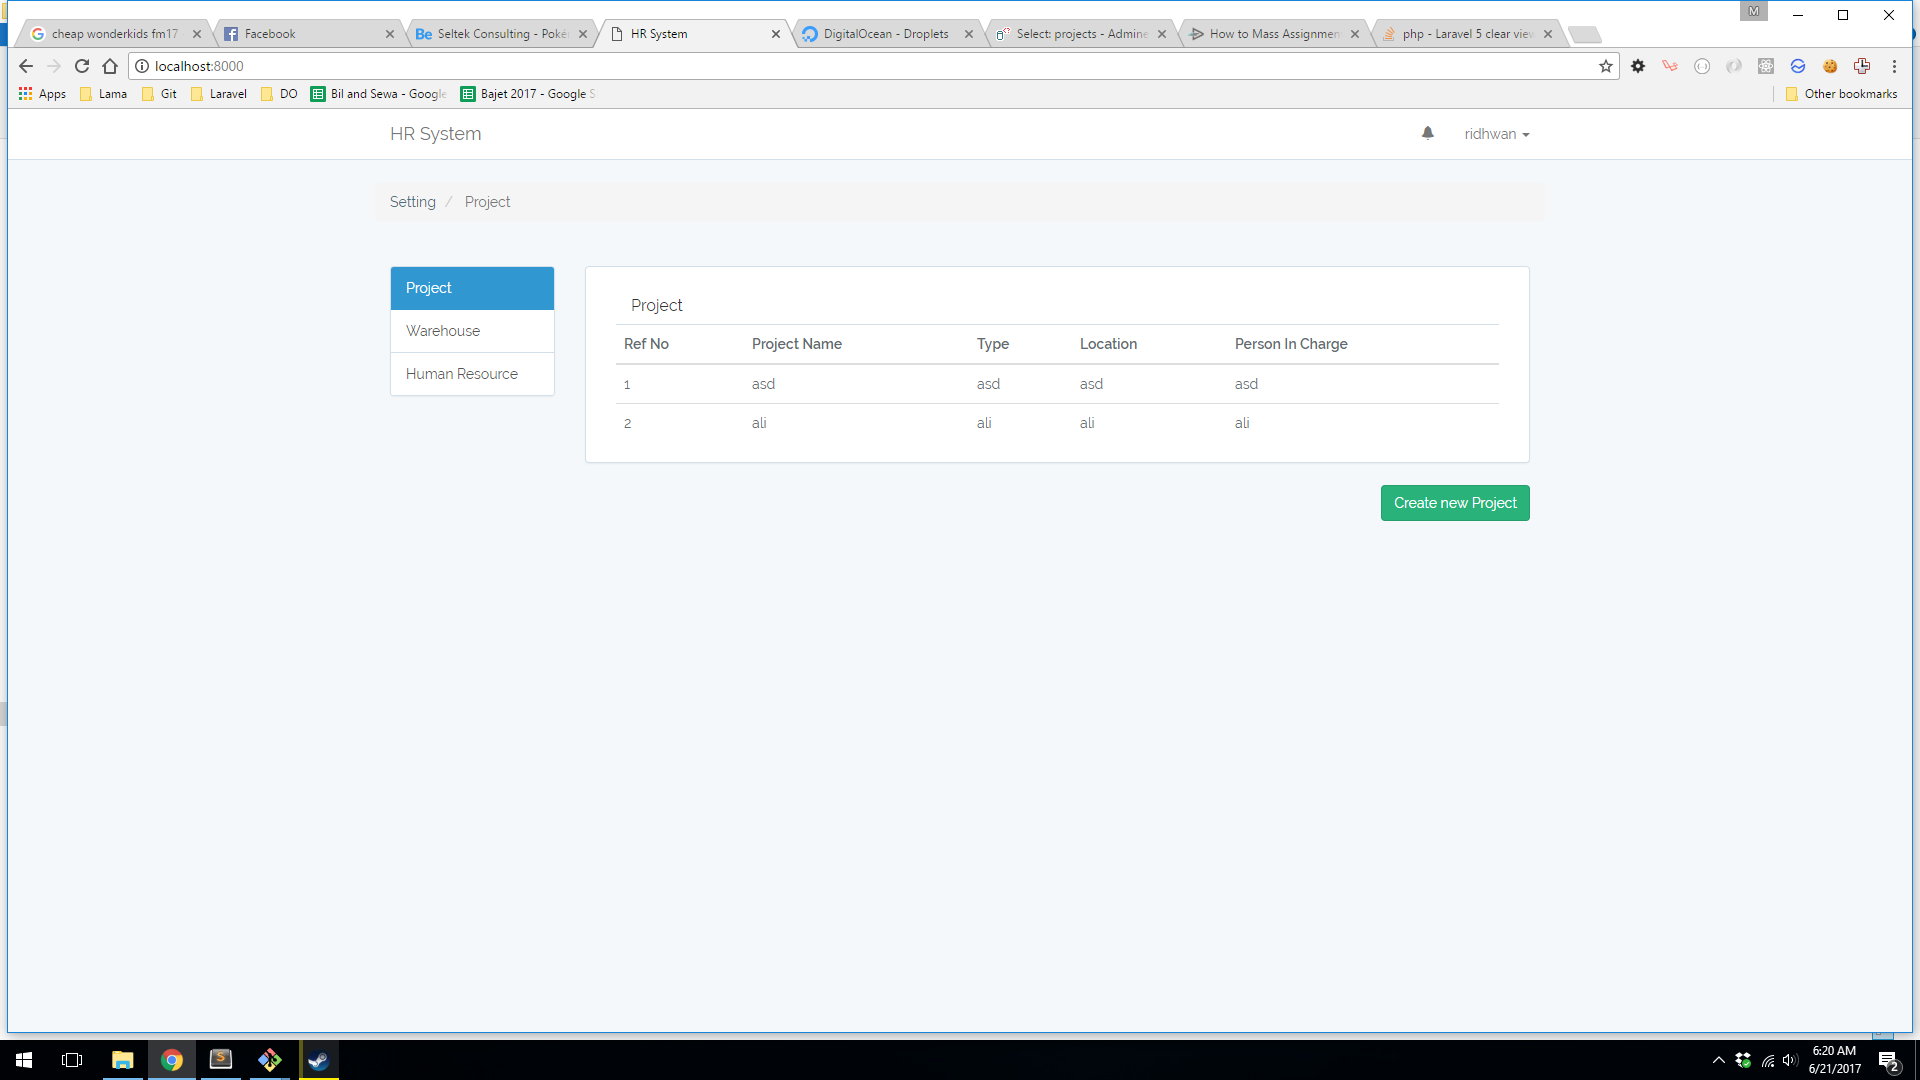 M
cheap wonderkids fm17
Facebook
Be Seltek Consulting - Poké
HR System
DigitalOcean - Droplets
Select: projects - Admine
How to Mass Assignmen
php - Laravel 5 clear view
localhost:8000
Apps
Lama
Git
Laravel
DO
Bil and Sewa - Google
Bajet 2017 - Google S
Other bookmarks
HR System
ridhwan
Setting / Project
Project
Warehouse
Human Resource
Project
Ref No Project Name Type Location Person In Charge
1 asd asd asd asd
2 ali ali ali ali
Create new Project
6:20 AM
6/21/2017
2